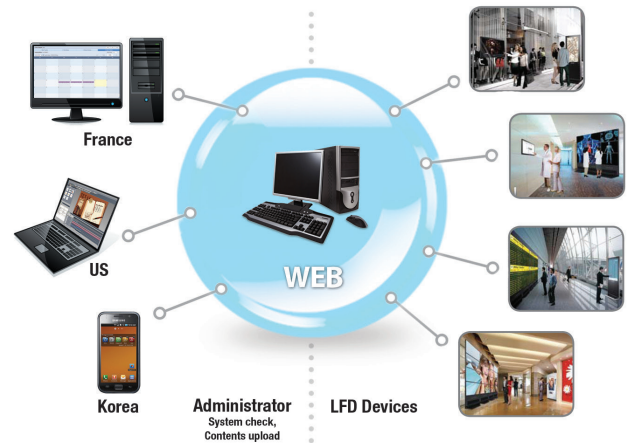 France
US
WEB
Korea
Administrator
System check,
Contents upload
LFD Devices